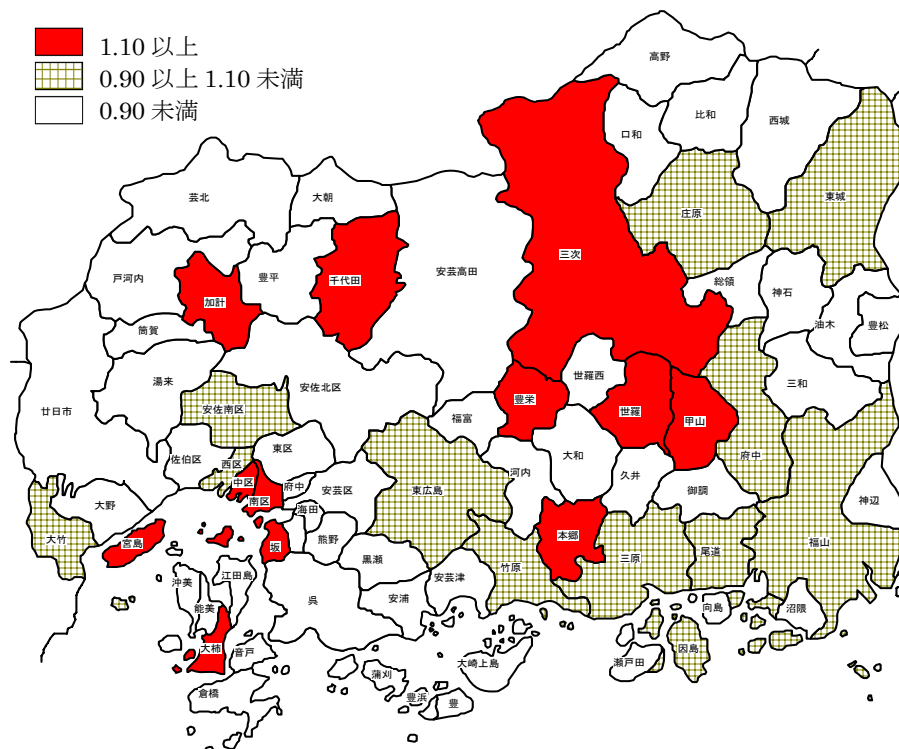 1.10 以上
0.90 以上 1.10 未満
0.90 未満
高野
比和
西城
口和
芸北
大朝
東城
庄原
三次
戸河内
豊平
千代田
安芸高田
加計
総領
神石
油木
豊松
筒賀
湯来
安佐北区
世羅西
三和
廿日市
安佐南区
豊栄
世羅
甲山
福富
佐伯区
西区
東区
河内
大和
久井
府中
中区
南区
府中
安芸区
東広島
御調
神辺
大野
海田
大竹
宮島
坂
熊野
本郷
三原
尾道
福山
黒瀬
竹原
沖美
江田島
安芸津
能美
呉
安浦
向島
沼隈
大柿
音戸
大崎上島
瀬戸田
因島
蒲刈
倉橋
豊浜
豊